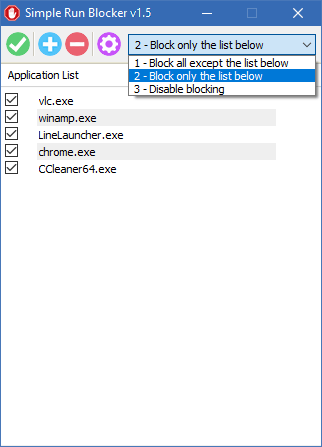 Simple Run Blocker v1.5
2 - Block only the list below
1 - Block all except the list below
2 - Block only the list below
3 - Disable blocking
Application List
vlc.exe
winamp.exe
LineLauncher.exe
chrome.exe
CCleaner64.exe